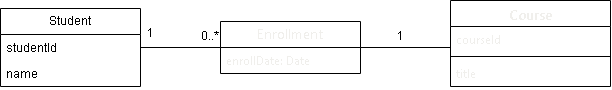 Student
studentId
name
1
0..*
Enrollment
enrollDate: Date
1
Course
courseId
title